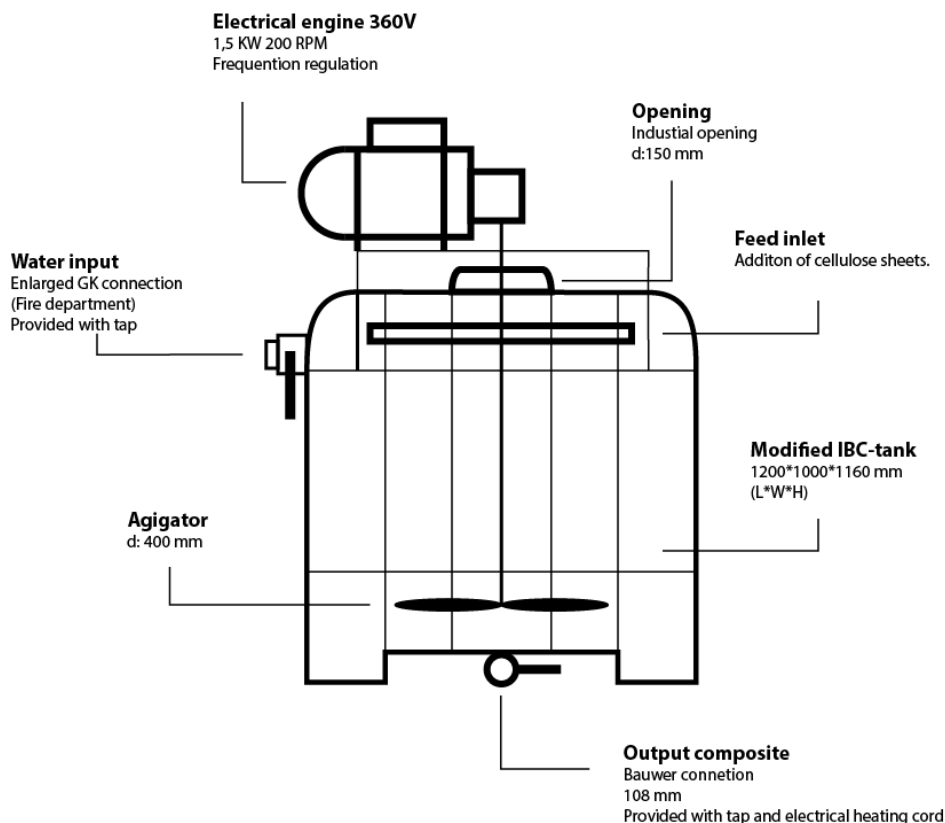 Electrical engine 360V
1,5 KW 200 RPM
Frequention regulation
Opening
Industial opening
d:150 mm
Feed inlet
Additon of cellulose sheets.
Water input
Enlarged GK connection
(Fire department)
Provided with tap
Modified IBC-tank
1200*1000*1160 mm
(L*W*H)
Agigator
d: 400 mm
Output composite
Bauwer connetion
108 mm
Provided with tap and electrical heating cord